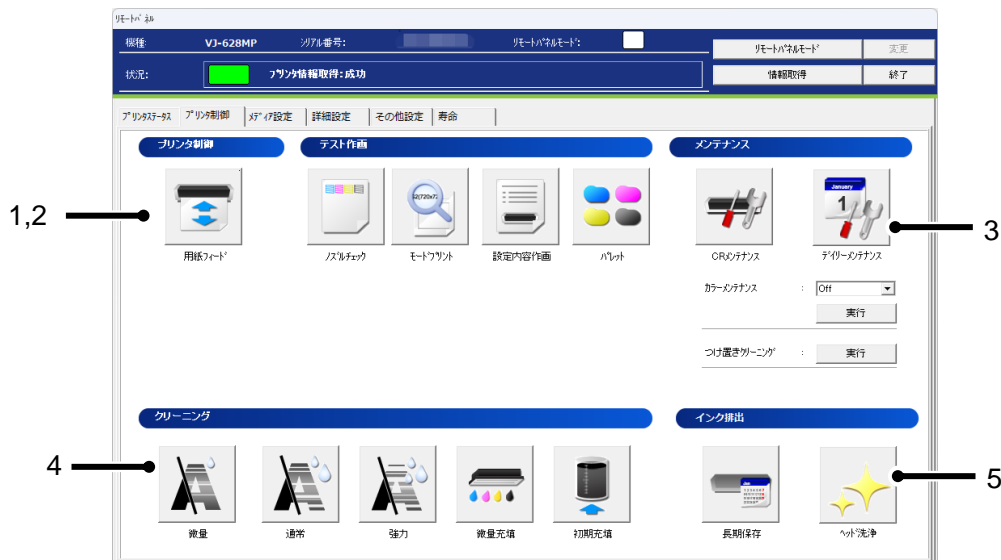 リモートパネル
機種: VJ-628MP シリアル番号: リモートパネルモード: リモートパネルモード 変更
状況: プリンタ情報取得:成功 情報取得 終了
プリンタステータス プリンタ制御 メディア設定 詳細設定 その他設定 寿命
プリンタ制御 テスト作画 メンテナンス
1,2
3
用紙フィード ノズルチェック モードプリント 設定内容作画 パレット CRメンテナンス デイリーメンテナンス
カラーメンテナンス : Off
実行
つけ置きクリーニング : 実行
クリーニング インク排出
4
5
微量 通常 強力 微量充填 初期充填 長期保存 ヘッド洗浄
January
1